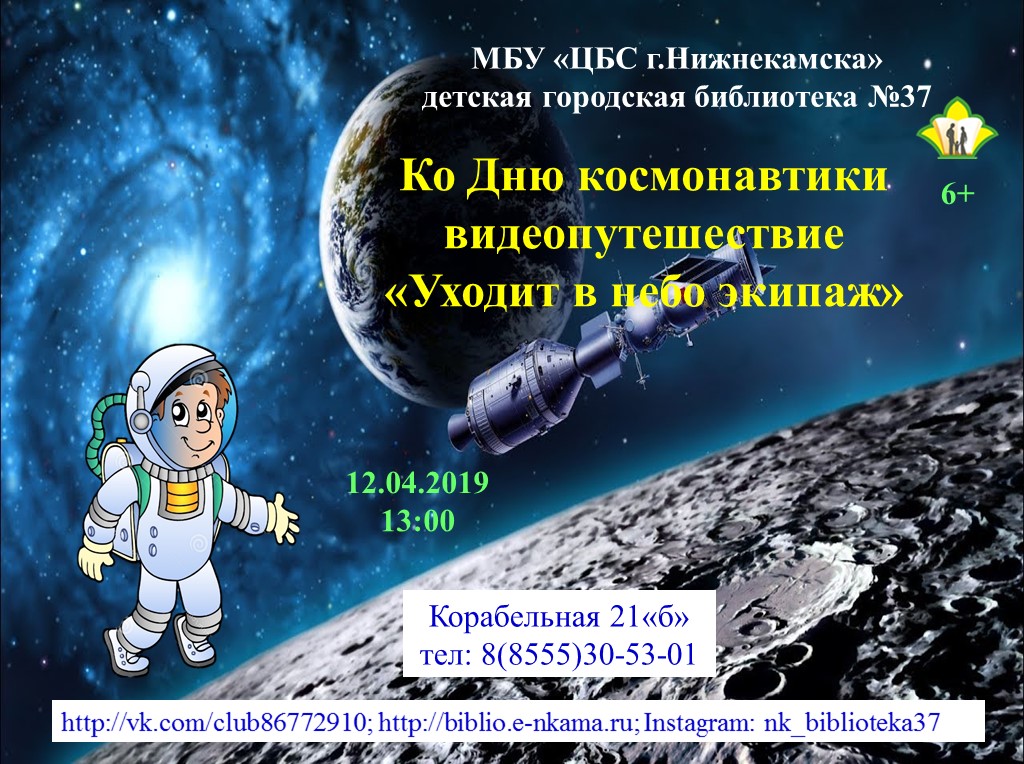 МБУ «ЦБС г.Нижнекамска»
детская городская библиотека №37
Ко Дню космонавтики
видеопутешествие
«Уходит в небо экипаж»
6+
12.04.2019
13:00
Корабельная 21«б»
тел: 8(8555)30-53-01
http://vk.com/club86772910; http://biblio.e-nkama.ru; Instagram: nk_biblioteka37